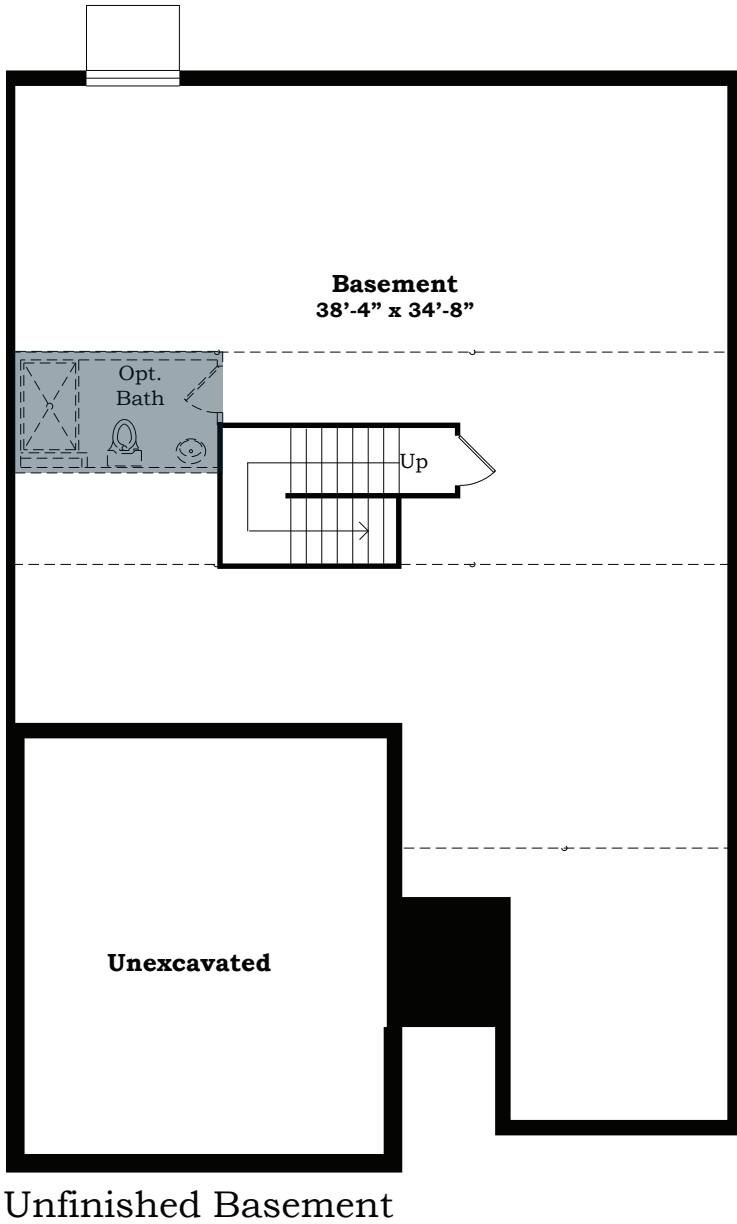 Basement
38’-4” x 34’-8”
Opt.
Bath
Up
Unexcavated
Unfinished Basement